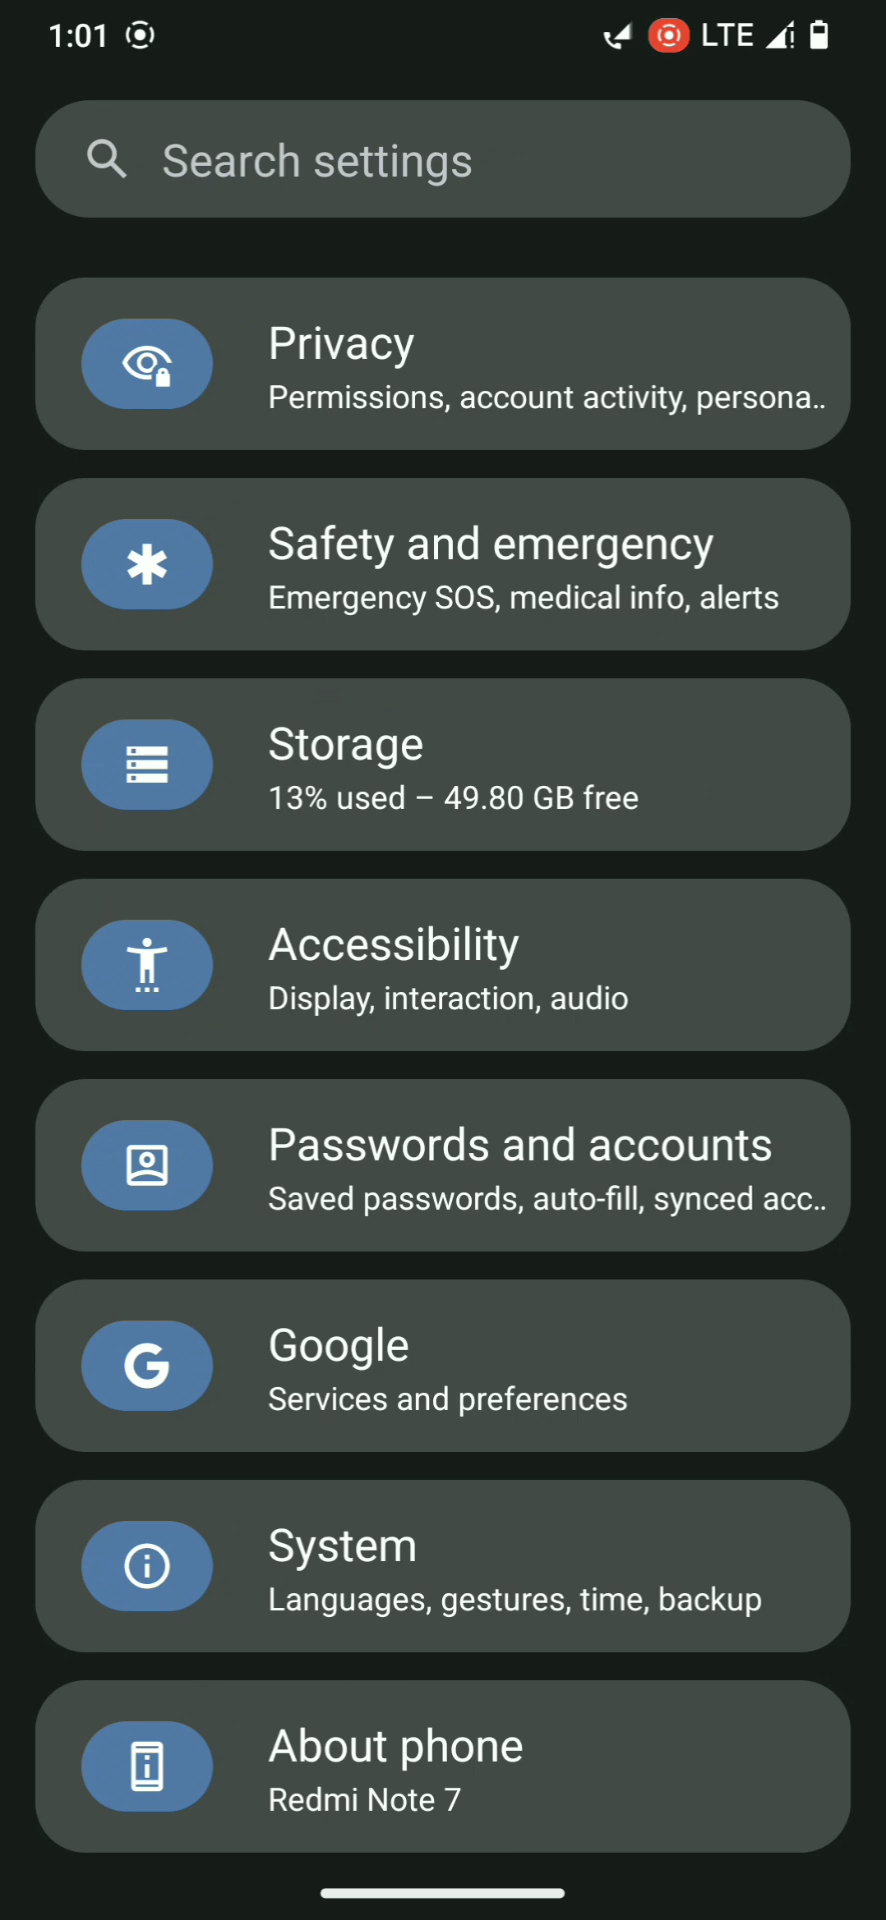 1:01 LTE
Search settings
Privacy
Permissions, account activity, persona..
Safety and emergency
Emergency SOS, medical info, alerts
Storage
13% used – 49.80 GB free
Accessibility
Display, interaction, audio
Passwords and accounts
Saved passwords, auto-fill, synced acc..
Google
Services and preferences
System
Languages, gestures, time, backup
About phone
Redmi Note 7